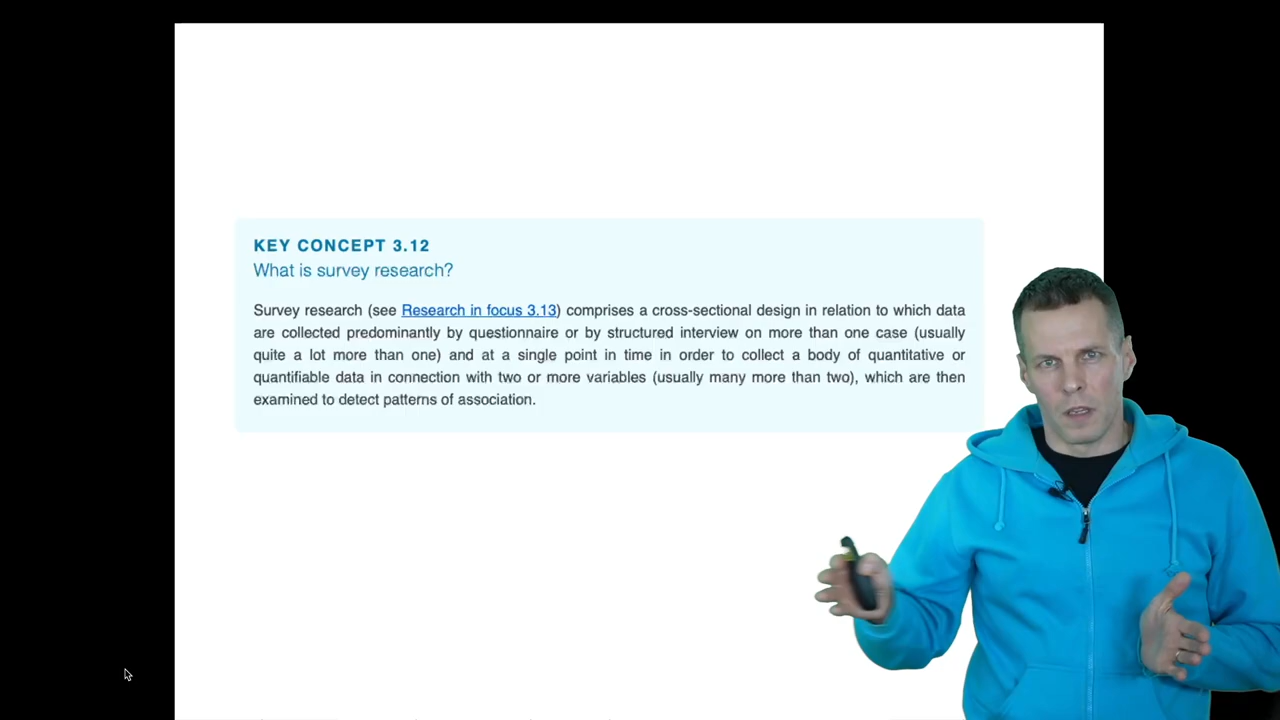 KEY CONCEPT 3.12
What is survey research?
Survey research (see Research in focus 3.13) comprises a cross-sectional design in relation to which data
are collected predominantly by questionnaire or by structured interview on more than one case (usually
quite a lot more than one) and at a single point in time in order to collect a body of quantitative or
quantifiable data in connection with two or more variables (usually many more than two), which are then
examined to detect patterns of association.